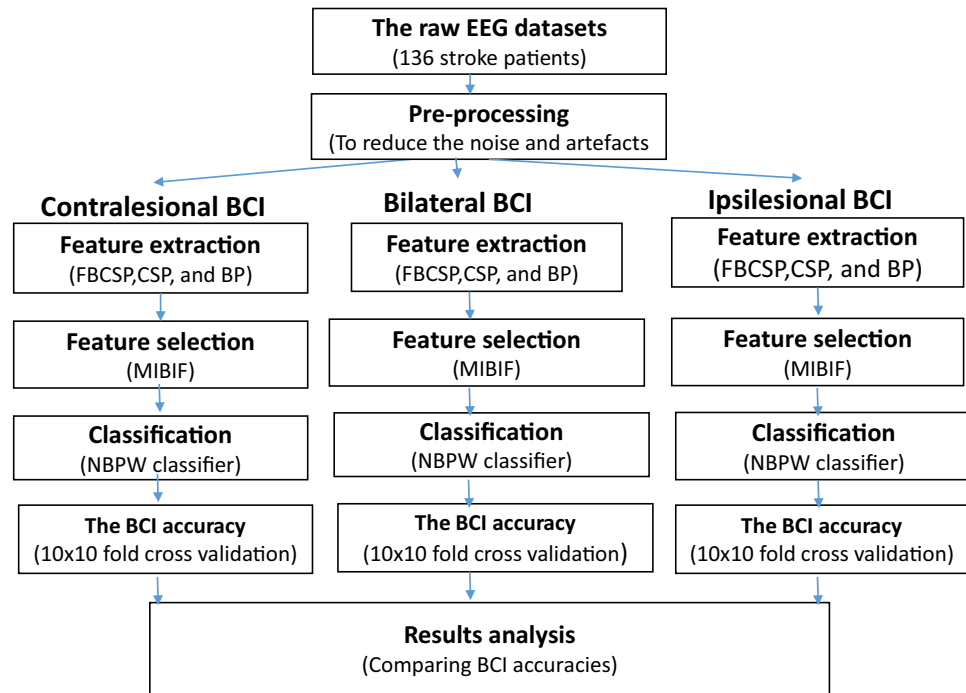 The raw EEG datasets
(136 stroke patients)
Pre-processing
(To reduce the noise and artefacts
Contralesional BCI
Feature extraction
(FBCSP,CSP, and BP)
Feature selection
(MIBIF)
Classification
(NBPW classifier)
The BCI accuracy
(10x10 fold cross validation)
Bilateral BCI
Feature extraction
(FBCSP,CSP, and BP)
Feature selection
(MIBIF)
Classification
(NBPW classifier)
The BCI accuracy
(10x10 fold cross validation)
Ipsilesional BCI
Feature extraction
(FBCSP,CSP, and BP)
Feature selection
(MIBIF)
Classification
(NBPW classifier)
The BCI accuracy
(10x10 fold cross validation)
Results analysis
(Comparing BCI accuracies)